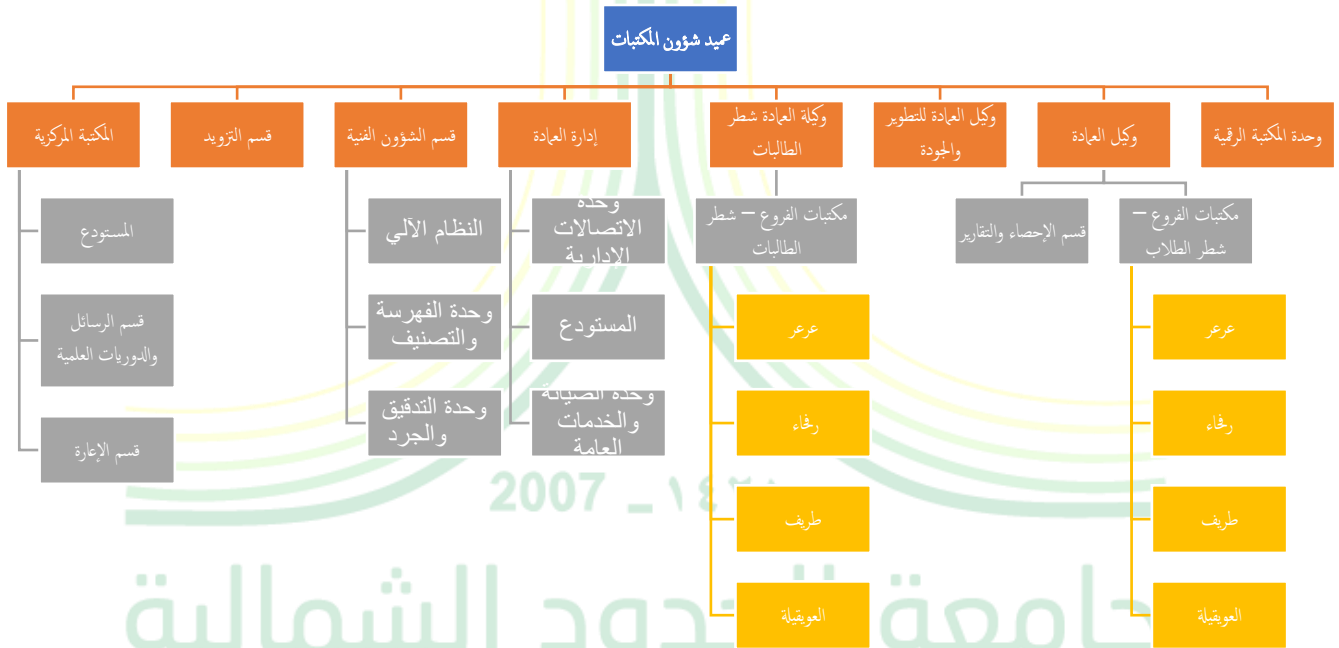 عميد شؤون المكتبات
وحدة المكتبة الرقمية
وكيل العمادة
وكيل العمادة للتطوير
والجودة
وكيلة العمادة شطر
الطالبات
إدارة العمادة
قسم الشؤون الفنية
قسم التزويد
المكتبة المركزية
مكتبات الفروع – شطر الطلاب
قسم الإحصاء والتقارير
عرعر
رفحاء
طريف
العويقيلة
مكتبات الفروع – شطر
الطالبات
عرعر
رفحاء
طريف
العويقيلة
وحدة
الاتصالات
الإدارية
المستودع
وحدة الصيانة
والخدمات
العامة
النظام الآلي
وحدة الفهرسة
والتصنيف
وحدة التدقيق
والجرد
المستودع
قسم الرسائل
والدوريات العلمية
قسم الإعارة
2007 _
جامعة الحدود الشمالية